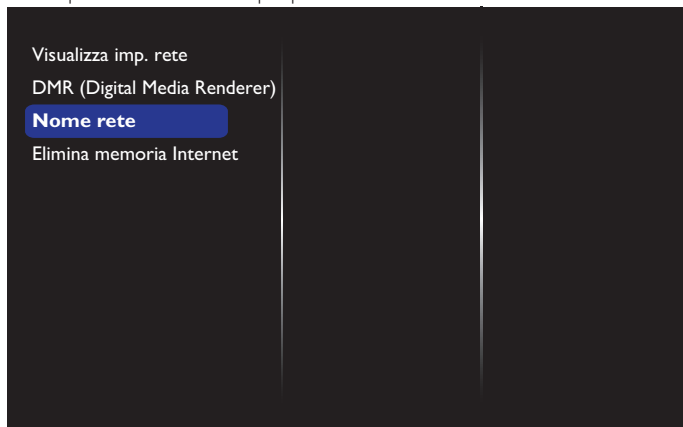 Visualizza imp. rete
DMR (Digital Media Renderer)
Nome rete
Elimina memoria Internet